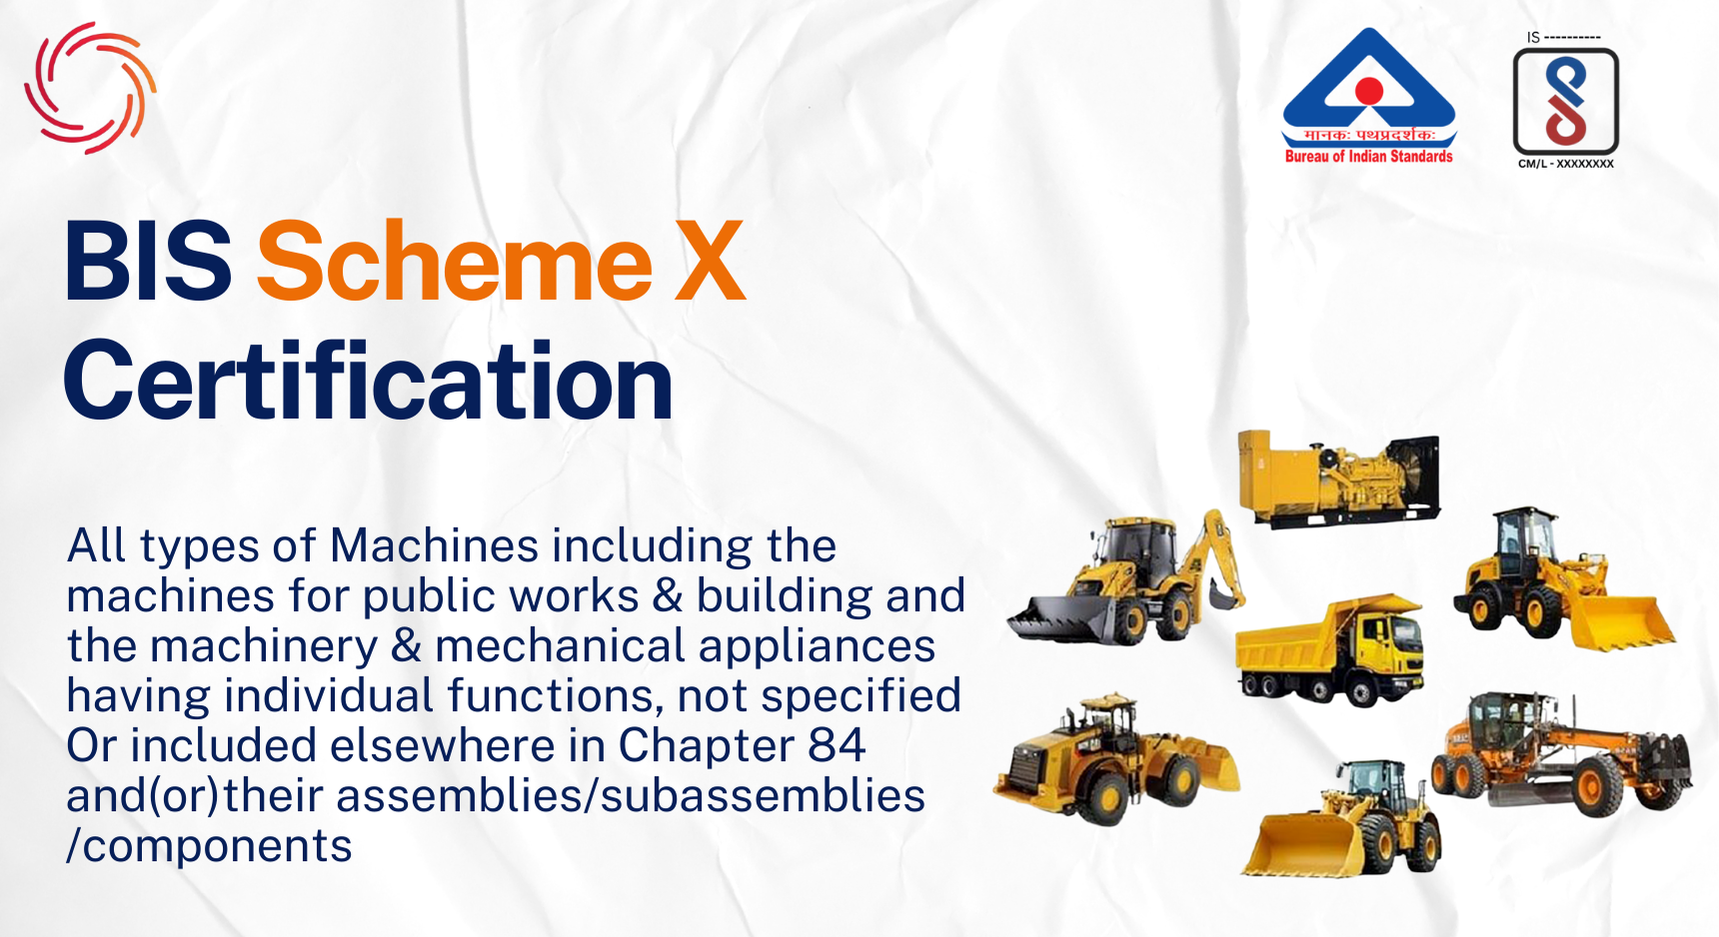 IS ----------
मानकः पथप्रदर्शकः
Bureau of Indian Standards
CM/L - XXXXXXXX
BIS Scheme X
Certification
All types of Machines including the
machines for public works & building and
the machinery & mechanical appliances
having individual functions, not specified
Or included elsewhere in Chapter 84
and(or)their assemblies/subassemblies
/components